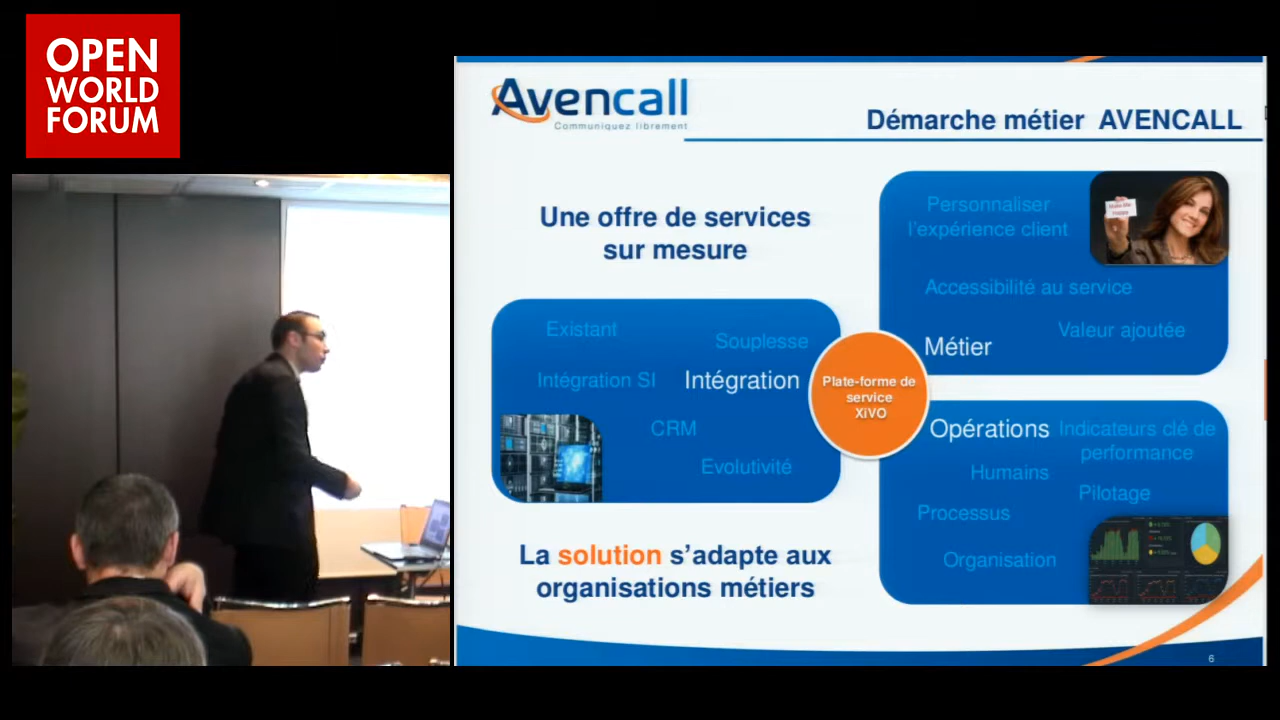 OPEN
WORLD
FORUM
Avencall
Communiquez librement
Démarche métier AVENCALL
Une offre de services
sur mesure
Personnaliser
l'expérience client
Accessibilité au service
Valeur ajoutée
Métier
Existant
Souplesse
Intégration SI
Intégration
CRM
Evolutivité
Plate-forme de
service
XiVO
Opérations
Indicateurs clé de
performance
Humains
Pilotage
Processus
Organisation
La solution s'adapte aux
organisations métiers
6